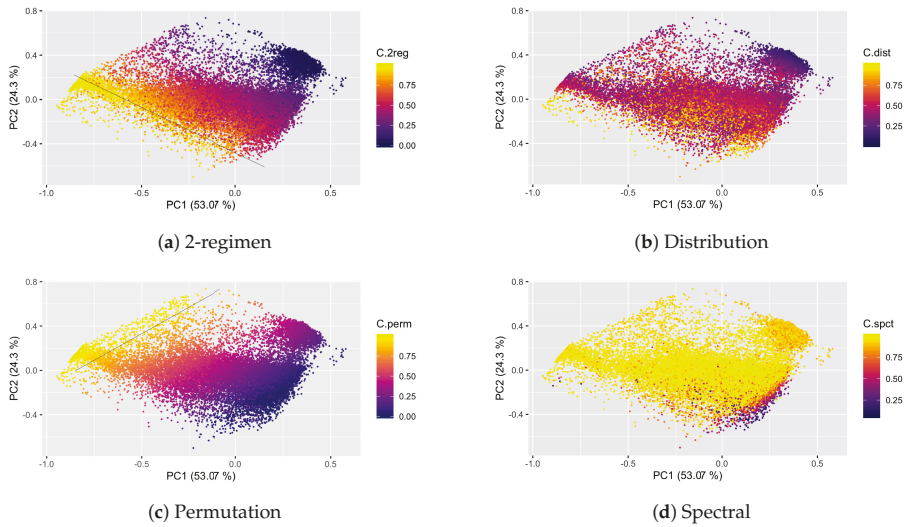 0.8
0.4
0.0
-0.4
PC2 (24.3 %)
-1.0 -0.5 0.0 0.5
PC1 (53.07 %)
C.2reg
0.75
0.50
0.25
0.00
(a) 2-regimen
0.8
0.4
0.0
-0.4
PC2 (24.3 %)
-1.0 -0.5 0.0 0.5
PC1 (53.07 %)
C.dist
0.75
0.50
0.25
(b) Distribution
0.8
0.4
0.0
-0.4
PC2 (24.3 %)
-1.0 -0.5 0.0 0.5
PC1 (53.07 %)
C.perm
0.75
0.50
0.25
0.00
(c) Permutation
0.8
0.4
0.0
-0.4
PC2 (24.3 %)
-1.0 -0.5 0.0 0.5
PC1 (53.07 %)
C.spct
0.75
0.50
0.25
(d) Spectral